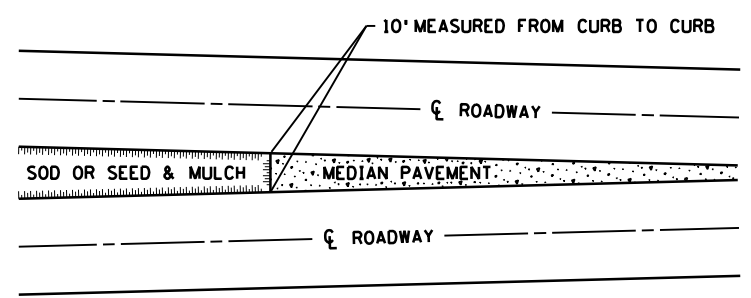 10' MEASURED FROM CURB TO CURB
℄ ROADWAY
SOD OR SEED & MULCH
MEDIAN PAVEMENT
℄ ROADWAY